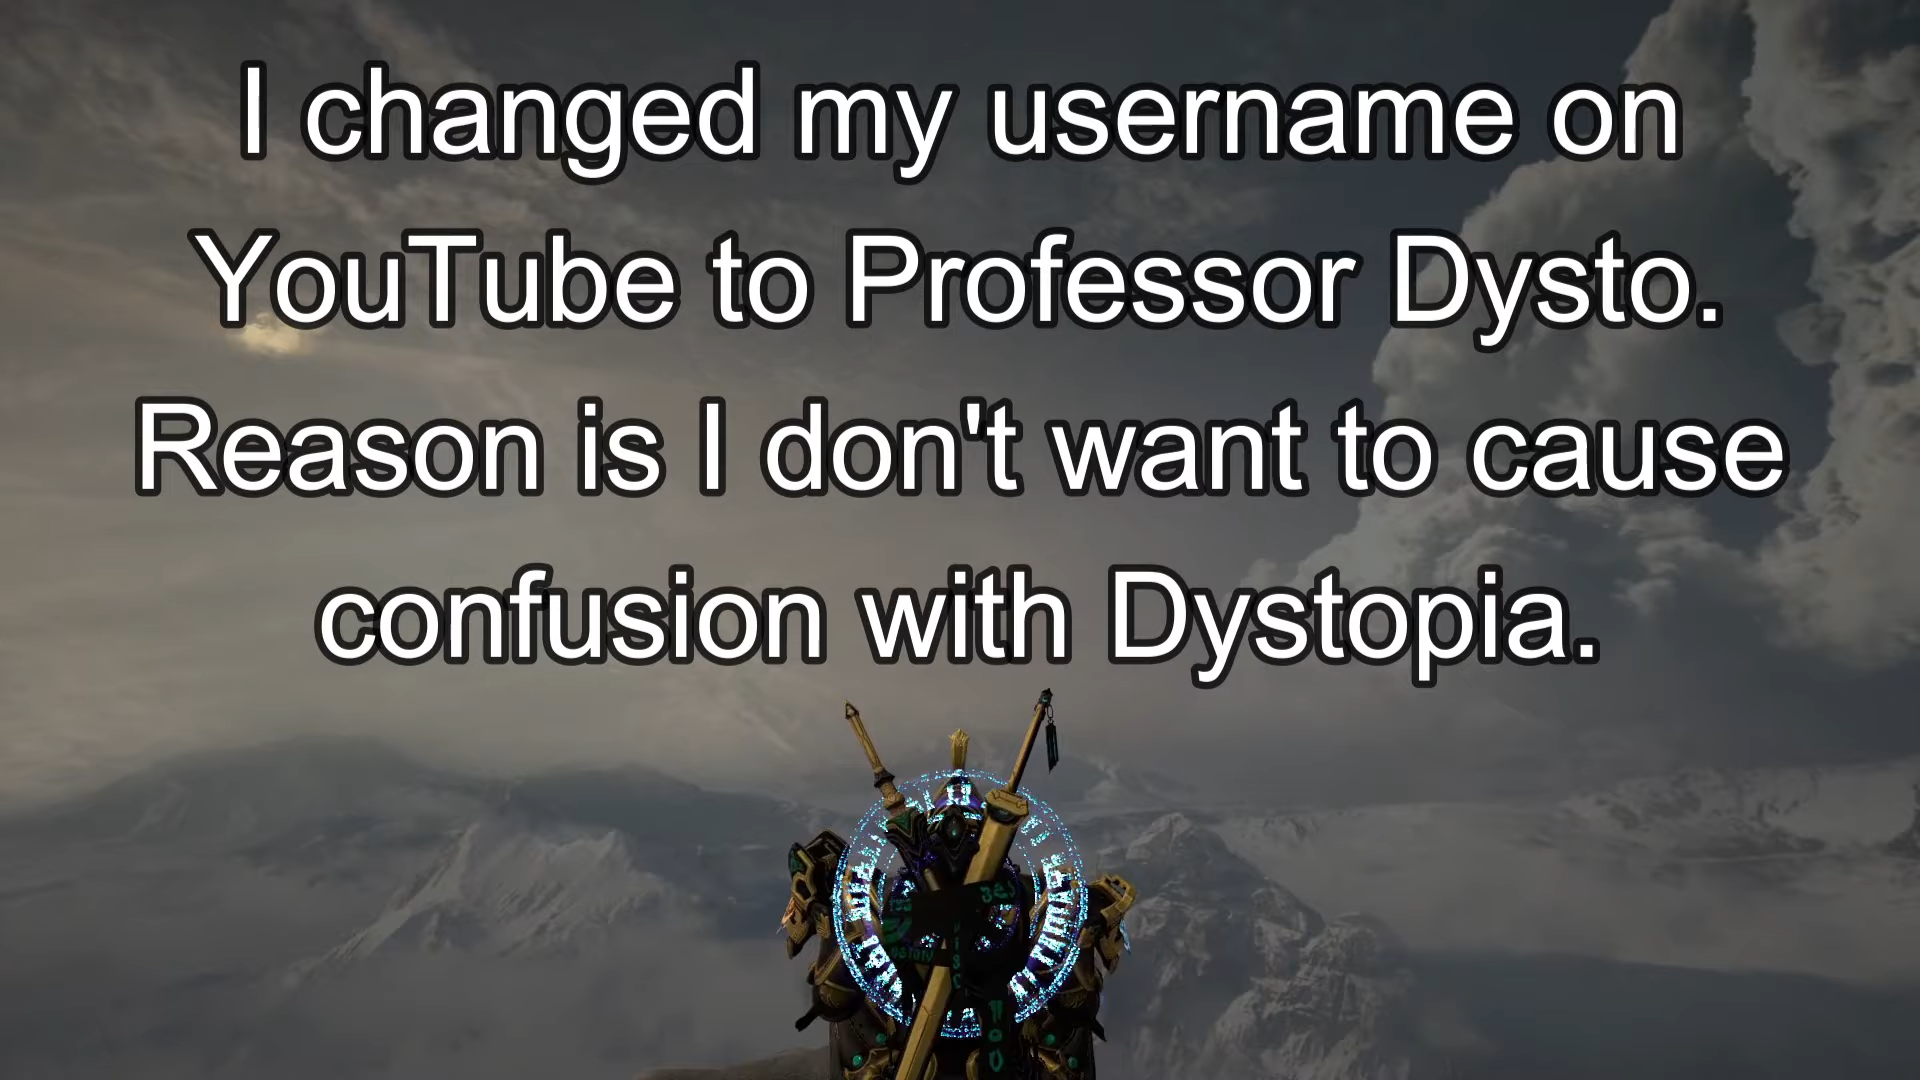 I changed my username on
YouTube to Professor Dysto.
Reason is I don't want to cause
confusion with Dystopia.